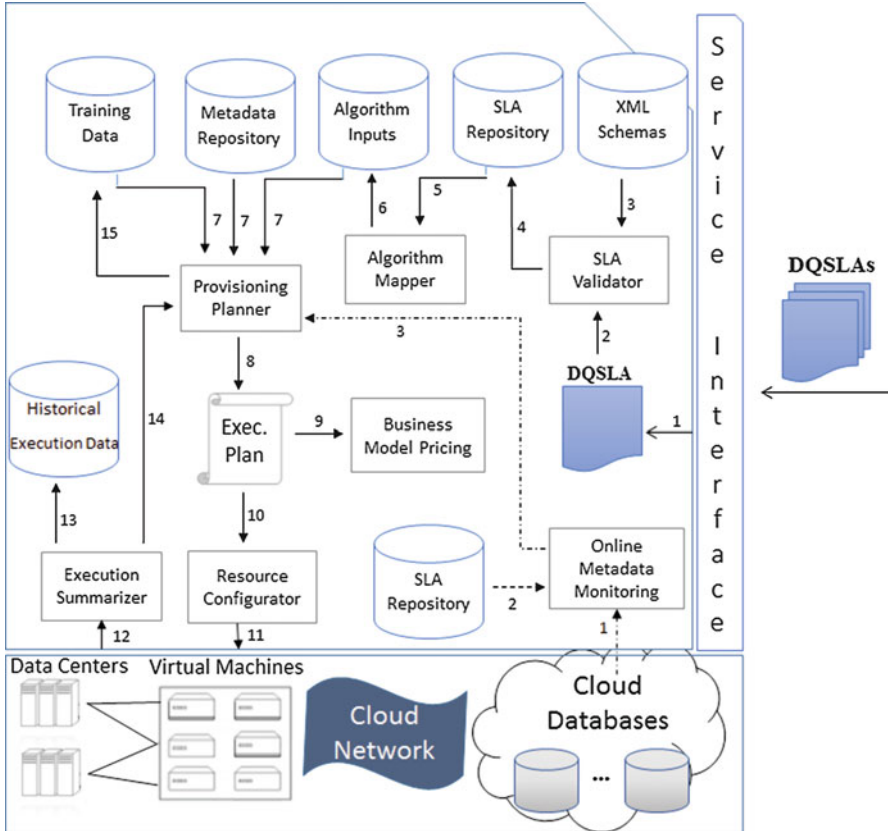 Training
Data
Metadata
Repository
Algorithm
Inputs
SLA
Repository
XML
Schemas
Service Interface
15
7
7
7
6
5
4
3
Algorithm
Mapper
SLA
Validator
Provisioning
Planner
DQSLAs
3
2
8
DQSLA
1
Historical
Execution Data
14
Exec.
Plan
9
Business
Model Pricing
13
10
Execution
Summarizer
Resource
Configurator
SLA
Repository
2
Online
Metadata
Monitoring
12
11
1
Data Centers
Virtual Machines
Cloud
Network
Cloud
Databases
...